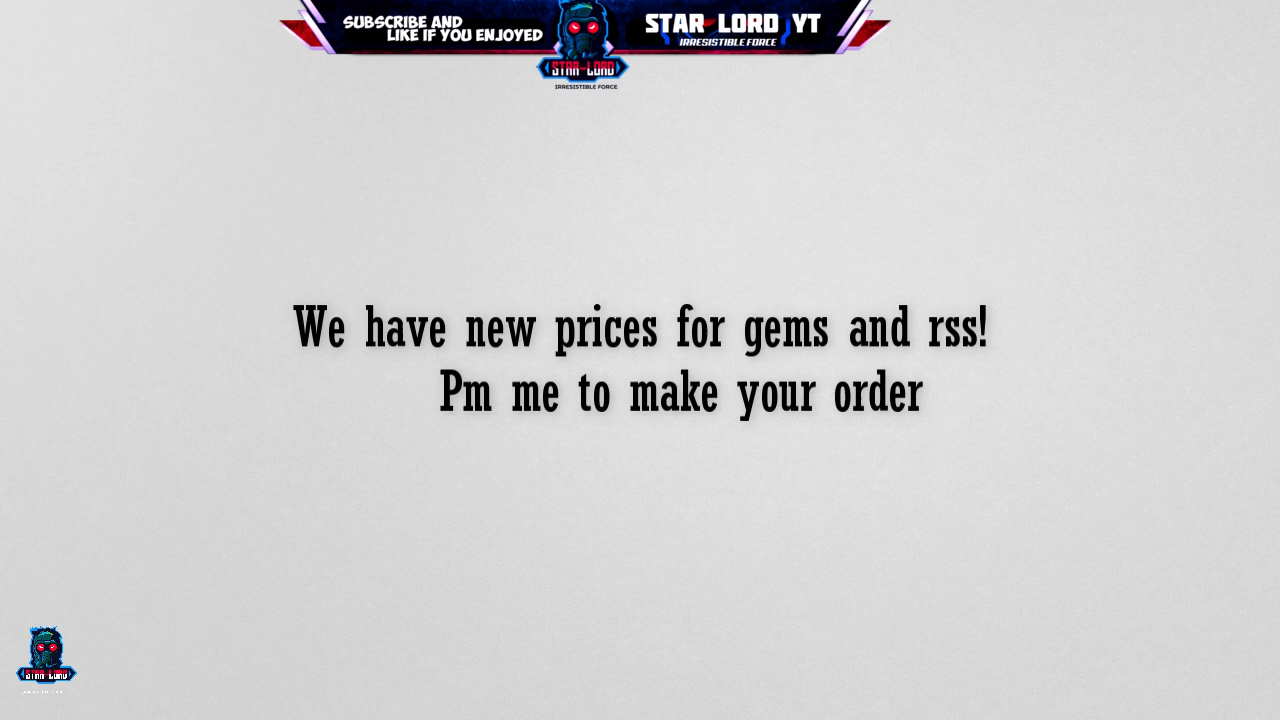 SUBSCRIBE AND
LIKE IF YOU ENJOYED
STAR LORD YT
IRRESISTIBLE FORCE
STAR-LORD
IRRESISTIBLE FORCE
We have new prices for gems and rss!
Pm me to make your order
STAR-LORD